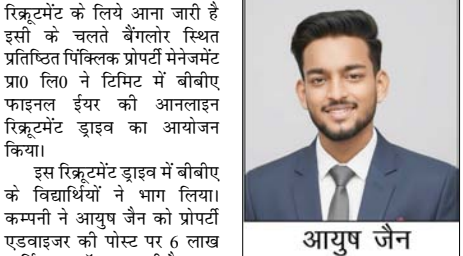 रिक्रूटमेंट के लिये आना जारी है
इसी के चलते बैंगलोर स्थित
प्रतिष्ठित पिंक्लिक प्रोपर्टी मेनेजमेंट
प्रा0 लि0 ने टिमिट में बीबीए
फाइनल ईयर की आनलाइन
रिक्रूटमेंट ड्राइव का आयोजन
किया।
इस रिक्रूटमेंट ड्राइव में बीबीए
के विद्यार्थियों ने भाग लिया।
कम्पनी ने आयुष जैन को प्रोपर्टी
एडवाइजर की पोस्ट पर 6 लाख
आयुष जैन